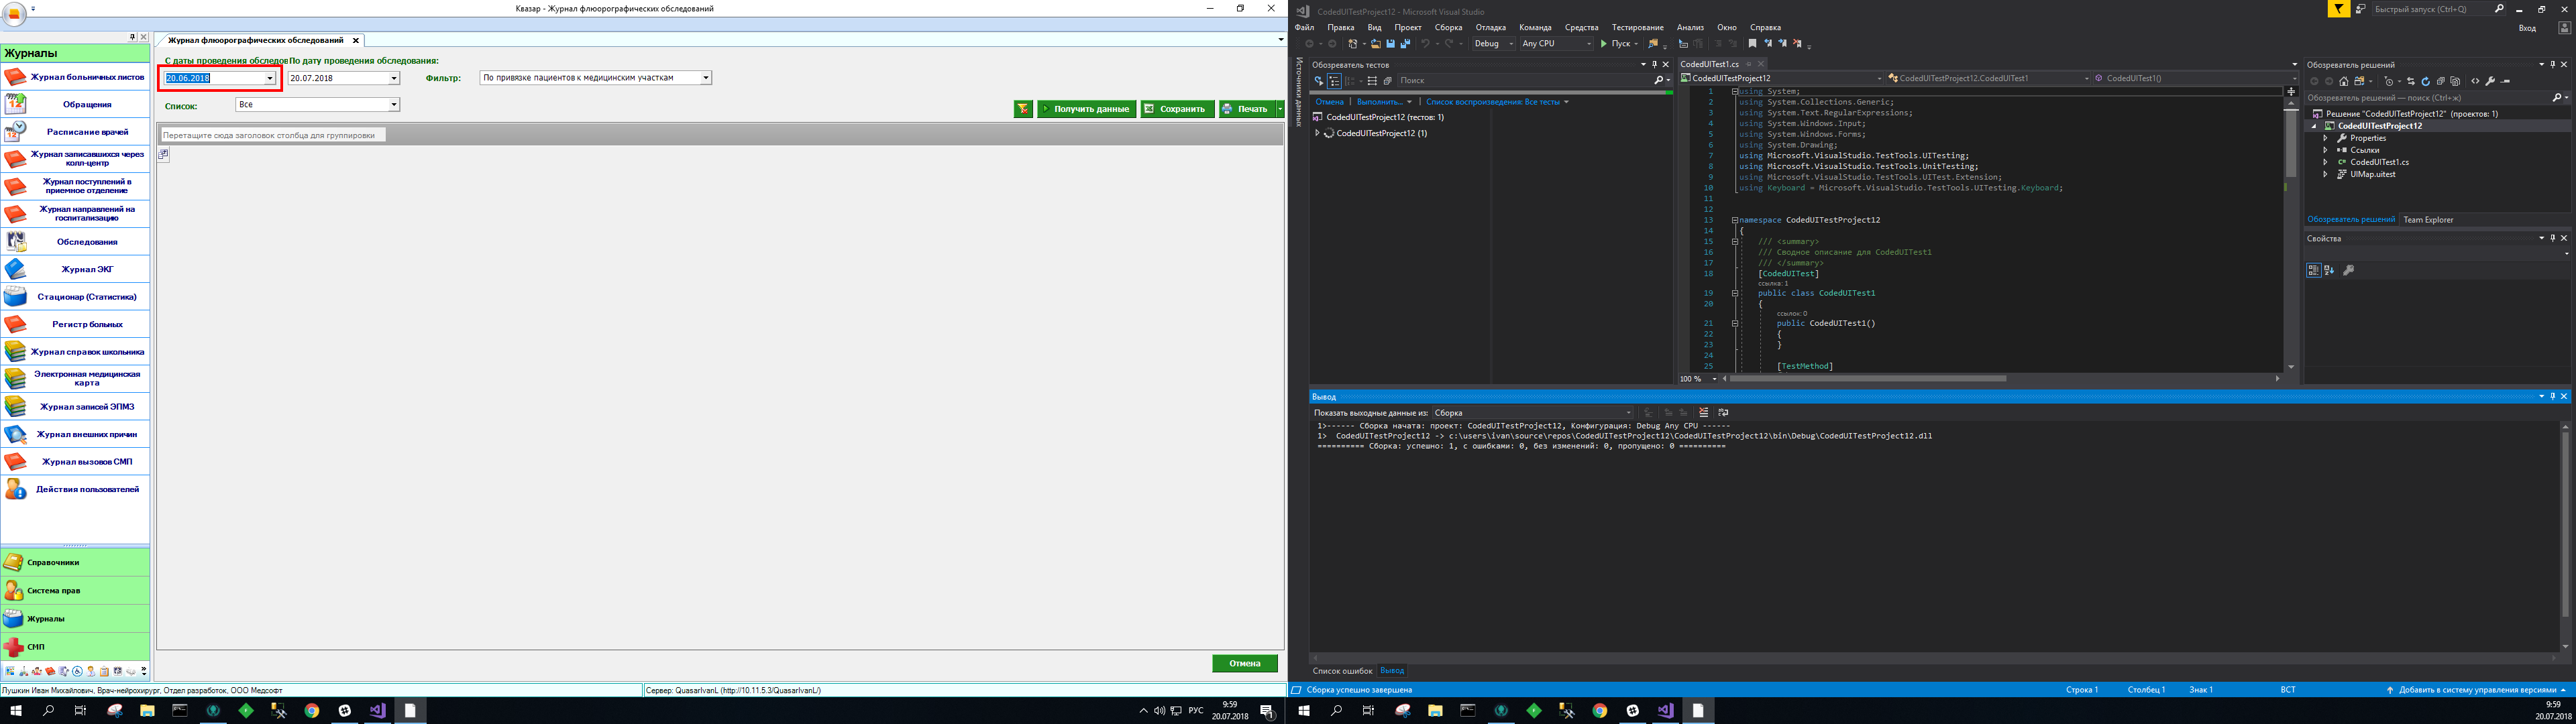 Квазар - Журнал флюорографических обследований
Журналы
Журнал больничных листов
Обращения
Расписание врачей
Журнал записавшихся через колл-центр
Журнал поступлений в приемное отделение
Журнал направлений на госпитализацию
Обследования
Журнал ЭКГ
Стационар (Статистика)
Регистр больных
Журнал справок школьника
Электронная медицинская карта
Журнал записей ЭПМЗ
Журнал внешних причин
Журнал вызовов СМП
Действия пользователей
Справочники
Система прав
Журналы
СМП
Журнал флюорографических обследований
С даты проведения обследов По дату проведения обследования:
20.06.2018
20.07.2018
Фильтр:
По привязке пациентов к медицинским участкам
Список:
Все
Получить данные
Сохранить
Печать
Перетащите сюда заголовок столбца для группировки
Отмена
Лушкин Иван Михайлович, Врач-нейрохирург, Отдел разработок, ООО Медсофт
Сервер: QuasarIvanL (http://10.11.5.3/QuasarIvanL/)
РУС
9:59
20.07.2018
CodedUITestProject12 - Microsoft Visual Studio
Быстрый запуск (Ctrl+Q)
Файл Правка Вид Проект Сборка Отладка Команда Средства Тестирование Анализ Окно Справка
Вход
Debug
Any CPU
Пуск
Источники данных
Обозреватель тестов
Поиск
Отмена | Выполнить... | Список воспроизведения: Все тесты
CodedUITestProject12 (тестов: 1)
CodedUITestProject12 (1)
CodedUITest1.cs
CodedUITestProject12
CodedUITestProject12.CodedUITest1
CodedUITest1()
1 using System;
2 using System.Collections.Generic;
3 using System.Text.RegularExpressions;
4 using System.Windows.Input;
5 using System.Windows.Forms;
6 using System.Drawing;
7 using Microsoft.VisualStudio.TestTools.UITesting;
8 using Microsoft.VisualStudio.TestTools.UnitTesting;
9 using Microsoft.VisualStudio.TestTools.UITest.Extension;
10 using Keyboard = Microsoft.VisualStudio.TestTools.UITesting.Keyboard;
11
12
13 namespace CodedUITestProject12
14 {
15 /// <summary>
16 /// Сводное описание для CodedUITest1
17 /// </summary>
18 [CodedUITest]
ссылка: 1
19 public class CodedUITest1
20 {
ссылок: 0
21 public CodedUITest1()
22 {
23 }
24
25 [TestMethod]
100 %
Обозреватель решений
Обозреватель решений — поиск (Ctrl+ж)
Решение "CodedUITestProject12" (проектов: 1)
CodedUITestProject12
Properties
Ссылки
CodedUITest1.cs
UIMap.uitest
Обозреватель решений
Team Explorer
Свойства
Вывод
Показать выходные данные из: Сборка
1>------ Сборка начата: проект: CodedUITestProject12, Конфигурация: Debug Any CPU ------
1> CodedUITestProject12 -> c:\users\ivan\source\repos\CodedUITestProject12\CodedUITestProject12\bin\Debug\CodedUITestProject12.dll
========== Сборка: успешно: 1, с ошибками: 0, без изменений: 0, пропущено: 0 ==========
Список ошибок
Вывод
Сборка успешно завершена
Строка 1
Столбец 1
Знак 1
ВСТ
Добавить в систему управления версиями
9:59
20.07.2018